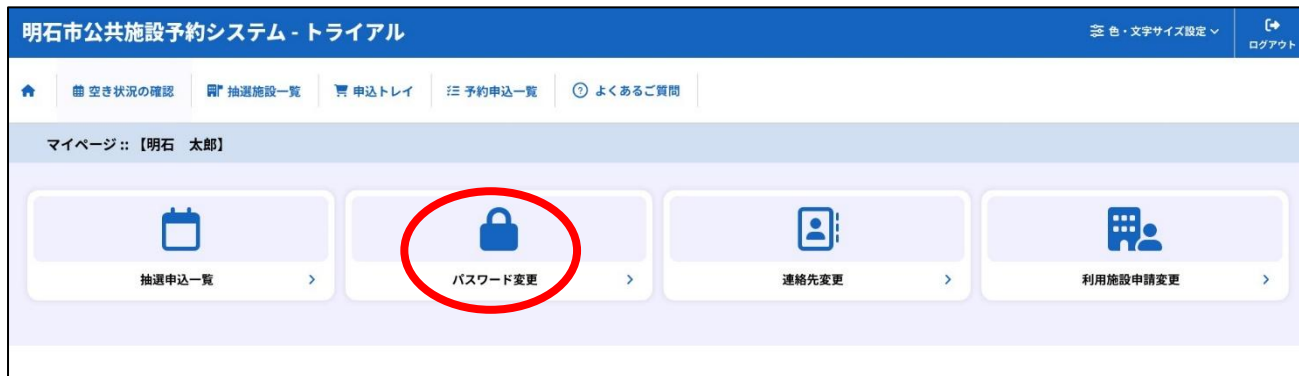 明石市公共施設予約システム - トライアル
色・文字サイズ設定
ログアウト
空き状況の確認 抽選施設一覧 申込トレイ 予約申込一覧 よくあるご質問
マイページ :: 【明石　太郎】
抽選申込一覧 パスワード変更 連絡先変更 利用施設申請変更